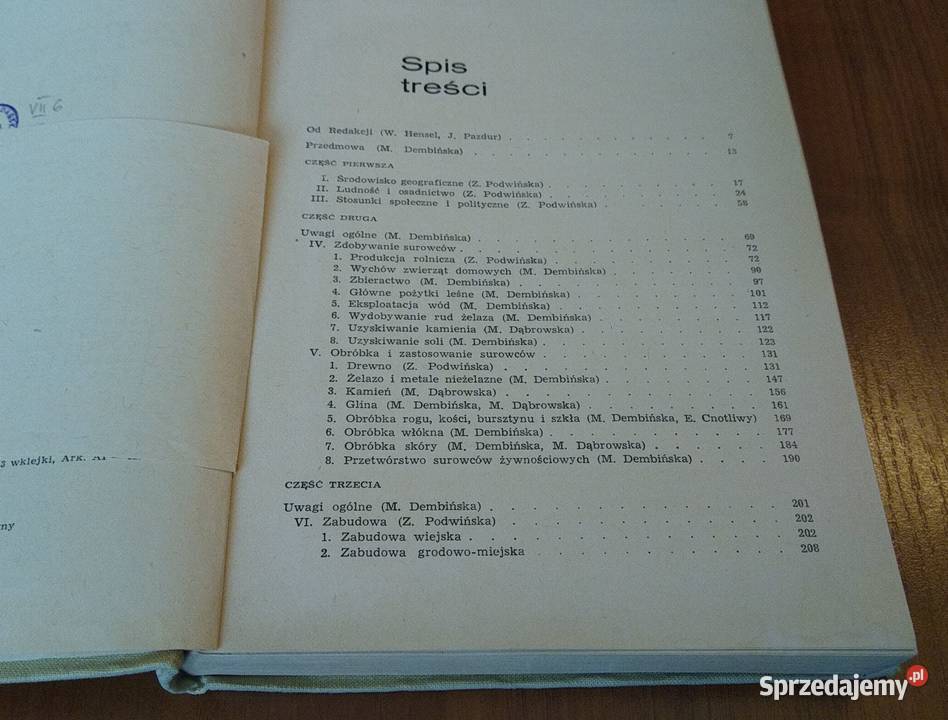 VII 6
3 wklejki, Ark.
ny
Spis
treści
Od Redakcji (W. Hensel, J. Pazdur) . . . . . . . . . . 7
Przedmowa (M. Dembińska) . . . . . . . . . . 13
CZĘŚĆ PIERWSZA
I. Środowisko geograficzne (Z. Podwińska) . . . . . . . . . . 17
II. Ludność i osadnictwo (Z. Podwińska) . . . . . . . . . . 24
III. Stosunki społeczne i polityczne (Z. Podwińska) . . . . . . . . 58
CZĘŚĆ DRUGA
Uwagi ogólne (M. Dembińska) . . . . . . . . . . 69
IV. Zdobywanie surowców . . . . . . . . . . 72
1. Produkcja rolnicza (Z. Podwińska) . . . . . . . . . . 72
2. Wychów zwierząt domowych (M. Dembińska) . . . . . . . 90
3. Zbieractwo (M. Dembińska) . . . . . . . . . . 97
4. Główne pożytki leśne (M. Dembińska) . . . . . . . . 101
5. Eksploatacja wód (M. Dembińska) . . . . . . . . . 112
6. Wydobywanie rud żelaza (M. Dembińska) . . . . . . . . 117
7. Uzyskiwanie kamienia (M. Dąbrowska) . . . . . . . . 122
8. Uzyskiwanie soli (M. Dembińska) . . . . . . . . . 123
V. Obróbka i zastosowanie surowców . . . . . . . . . 131
1. Drewno (Z. Podwińska) . . . . . . . . . . 131
2. Żelazo i metale nieżelazne (M. Dembińska) . . . . . . . 147
3. Kamień (M. Dąbrowska) . . . . . . . . . . 156
4. Glina (M. Dembińska, M. Dąbrowska) . . . . . . . . 161
5. Obróbka rogu, kości, bursztynu i szkła (M. Dembińska, E. Cnotliwy) 169
6. Obróbka włókna (M. Dembińska) . . . . . . . . . 177
7. Obróbka skóry (M. Dembińska, M. Dąbrowska) . . . . . . 184
8. Przetwórstwo surowców żywnościowych (M. Dembińska) . . . . 190
CZĘŚĆ TRZECIA
Uwagi ogólne (M. Dembińska) . . . . . . . . . . 201
VI. Zabudowa (Z. Podwińska) . . . . . . . . . . 202
1. Zabudowa wiejska . . . . . . . . . . 202
2. Zabudowa grodowo-miejska . . . . . . . . . 208
Sprzedajemy.pl